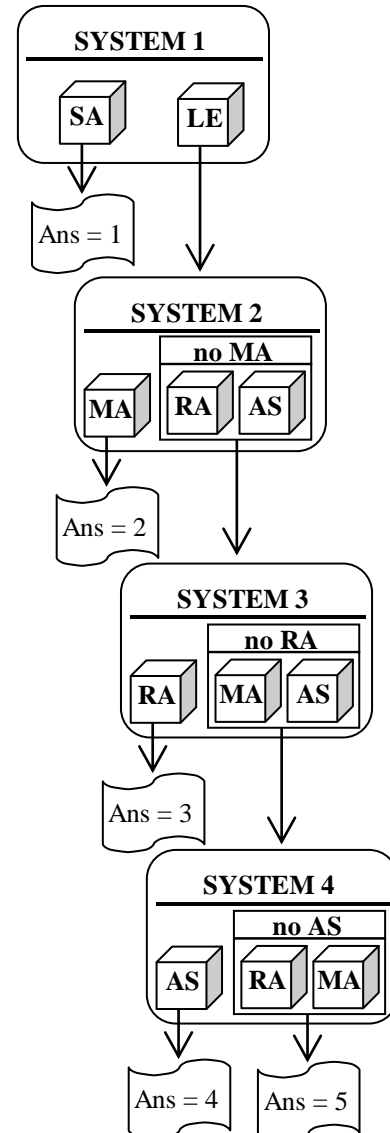 SYSTEM 1
SA LE
Ans = 1
SYSTEM 2
no MA
MA RA AS
Ans = 2
SYSTEM 3
no RA
RA MA AS
Ans = 3
SYSTEM 4
no AS
AS RA MA
Ans = 4 Ans = 5